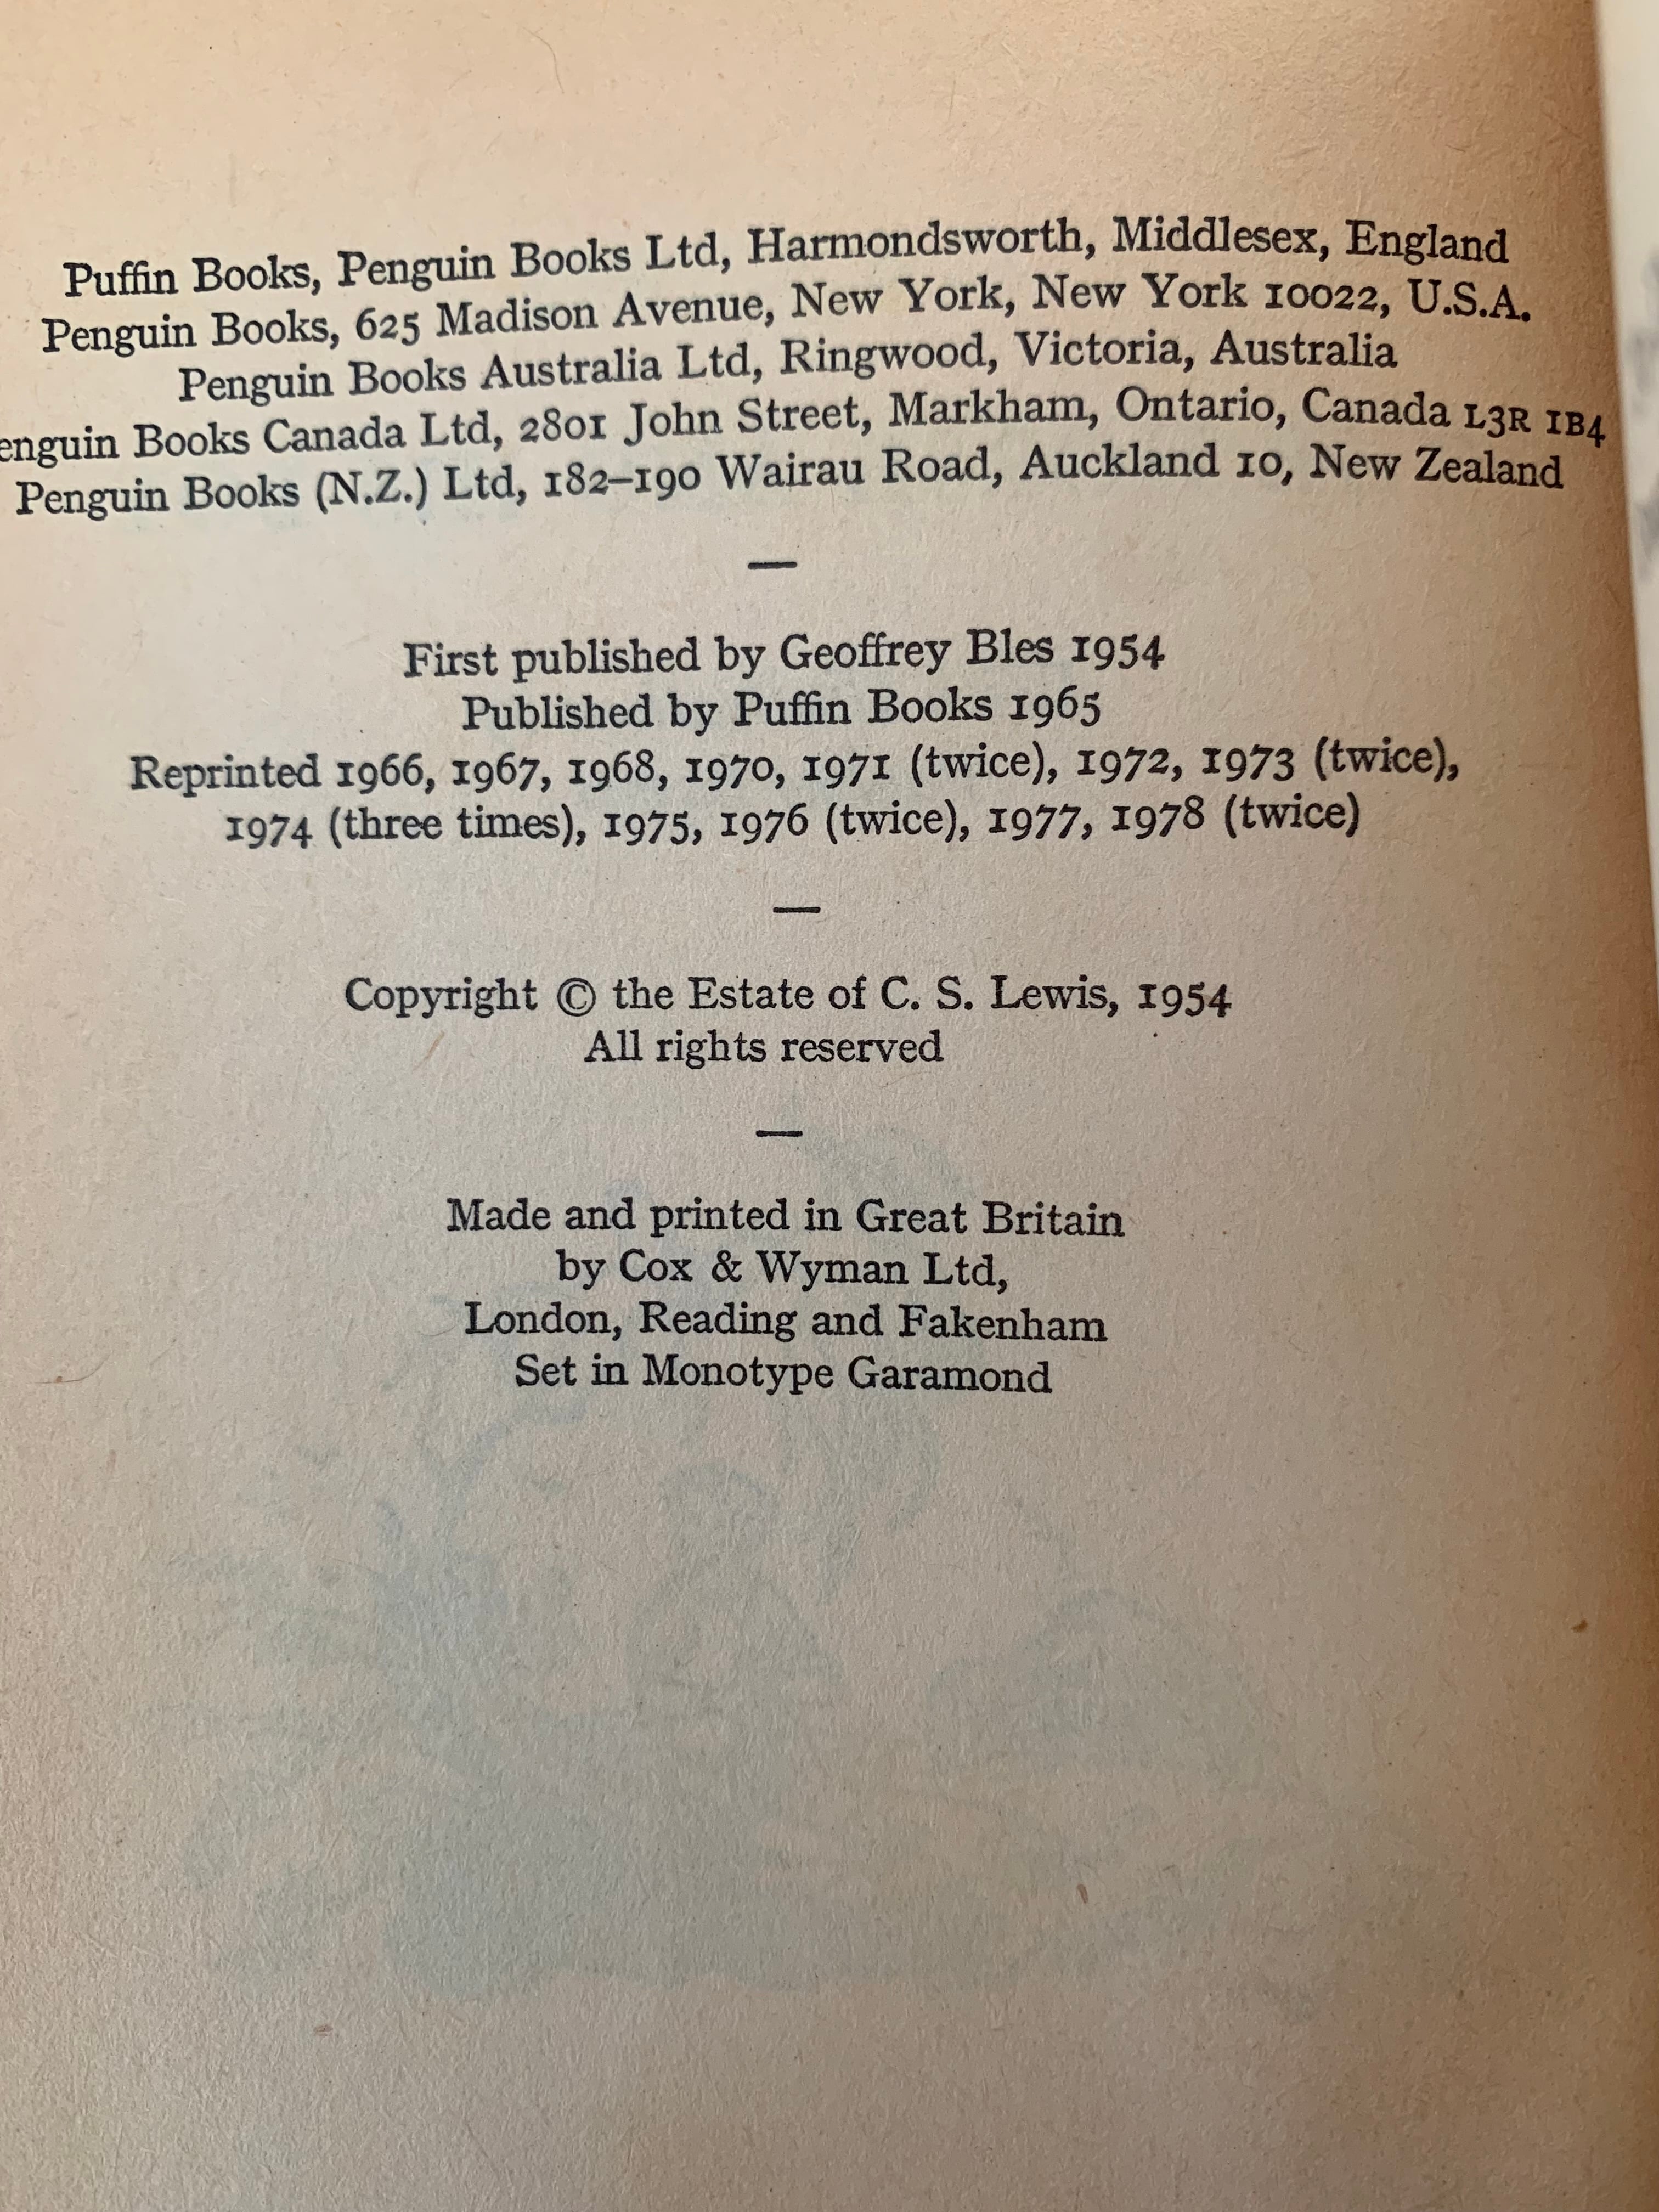 Puffin Books, Penguin Books Ltd, Harmondsworth, Middlesex, England
Penguin Books, 625 Madison Avenue, New York, New York 10022, U.S.A.
Penguin Books Australia Ltd, Ringwood, Victoria, Australia
enguin Books Canada Ltd, 2801 John Street, Markham, Ontario, Canada L3R 1B4
Penguin Books (N.Z.) Ltd, 182–190 Wairau Road, Auckland 10, New Zealand
—
First published by Geoffrey Bles 1954
Published by Puffin Books 1965
Reprinted 1966, 1967, 1968, 1970, 1971 (twice), 1972, 1973 (twice),
1974 (three times), 1975, 1976 (twice), 1977, 1978 (twice)
—
Copyright © the Estate of C. S. Lewis, 1954
All rights reserved
—
Made and printed in Great Britain
by Cox & Wyman Ltd,
London, Reading and Fakenham
Set in Monotype Garamond